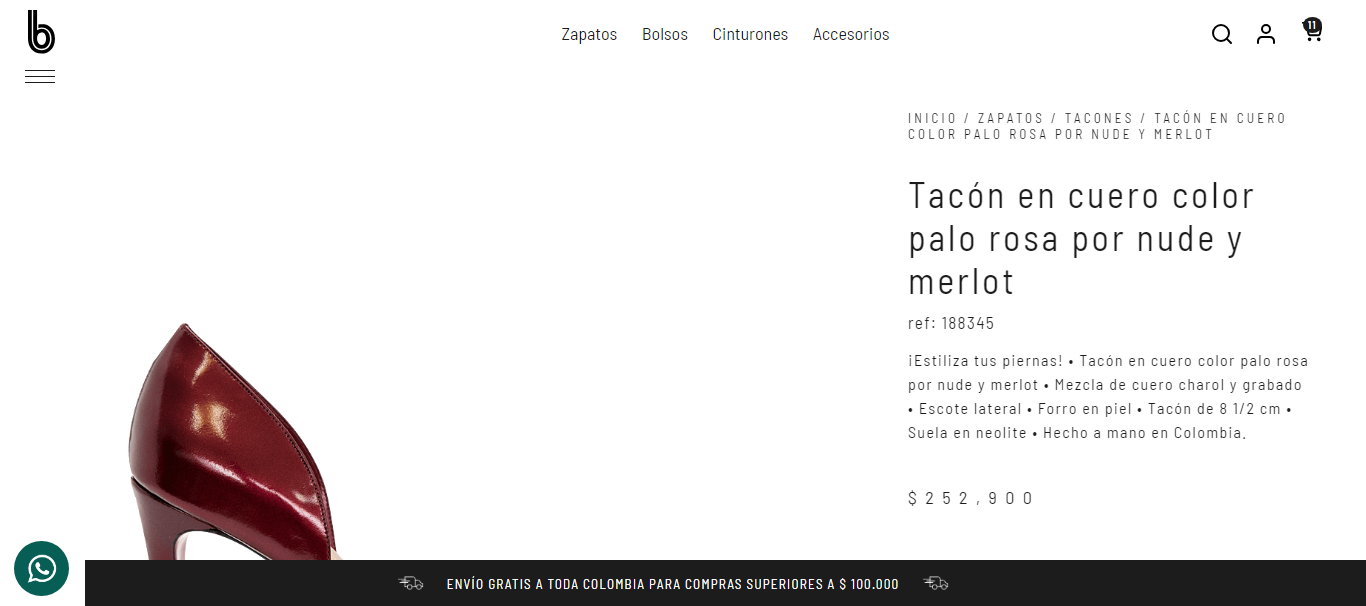 b
Zapatos Bolsos Cinturones Accesorios
11
INICIO / ZAPATOS / TACONES / TACÓN EN CUERO
COLOR PALO ROSA POR NUDE Y MERLOT
Tacón en cuero color
palo rosa por nude y
merlot
ref: 188345
¡Estiliza tus piernas! • Tacón en cuero color palo rosa
por nude y merlot • Mezcla de cuero charol y grabado
• Escote lateral • Forro en piel • Tacón de 8 1/2 cm •
Suela en neolite • Hecho a mano en Colombia.
$252,900
ENVÍO GRATIS A TODA COLOMBIA PARA COMPRAS SUPERIORES A $ 100.000